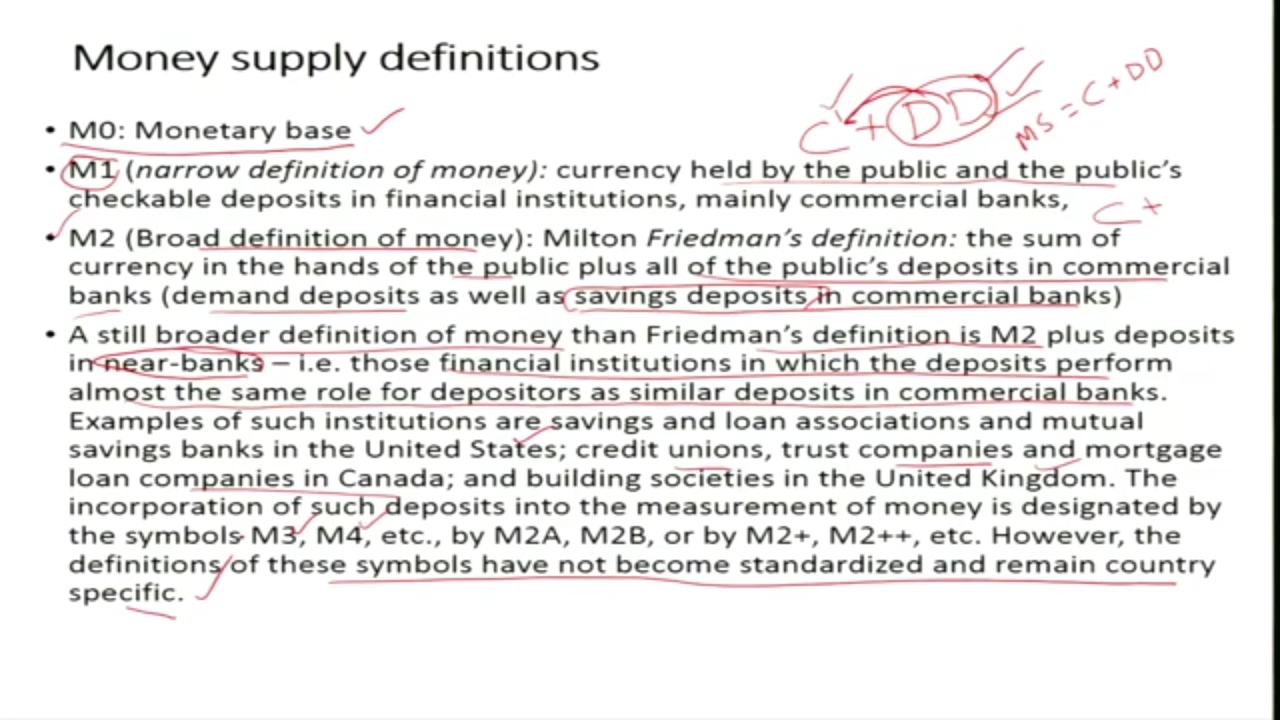 Money supply definitions
C + DD
MS = C + DD
• M0: Monetary base
• M1 (narrow definition of money): currency held by the public and the public's
checkable deposits in financial institutions, mainly commercial banks,
C +
• M2 (Broad definition of money): Milton Friedman's definition: the sum of
currency in the hands of the public plus all of the public's deposits in commercial
banks (demand deposits as well as savings deposits in commercial banks)
• A still broader definition of money than Friedman's definition is M2 plus deposits
in near-banks – i.e. those financial institutions in which the deposits perform
almost the same role for depositors as similar deposits in commercial banks.
Examples of such institutions are savings and loan associations and mutual
savings banks in the United States; credit unions, trust companies and mortgage
loan companies in Canada; and building societies in the United Kingdom. The
incorporation of such deposits into the measurement of money is designated by
the symbols M3, M4, etc., by M2A, M2B, or by M2+, M2++, etc. However, the
definitions of these symbols have not become standardized and remain country
specific.